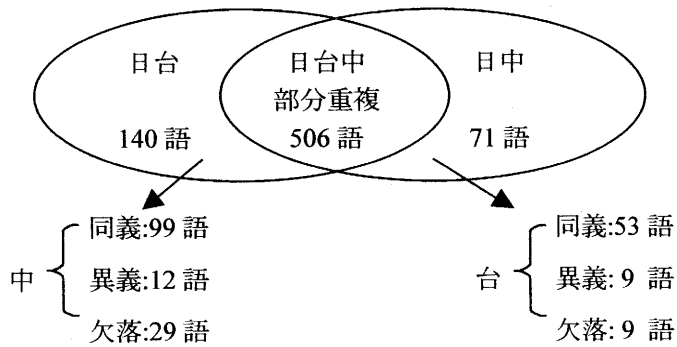 日台 日台中 日中
部分重複
140 語 506 語 71 語
同義:99 語 同義:53 語
中 異義:12 語 台 異義: 9 語
欠落:29 語 欠落: 9 語